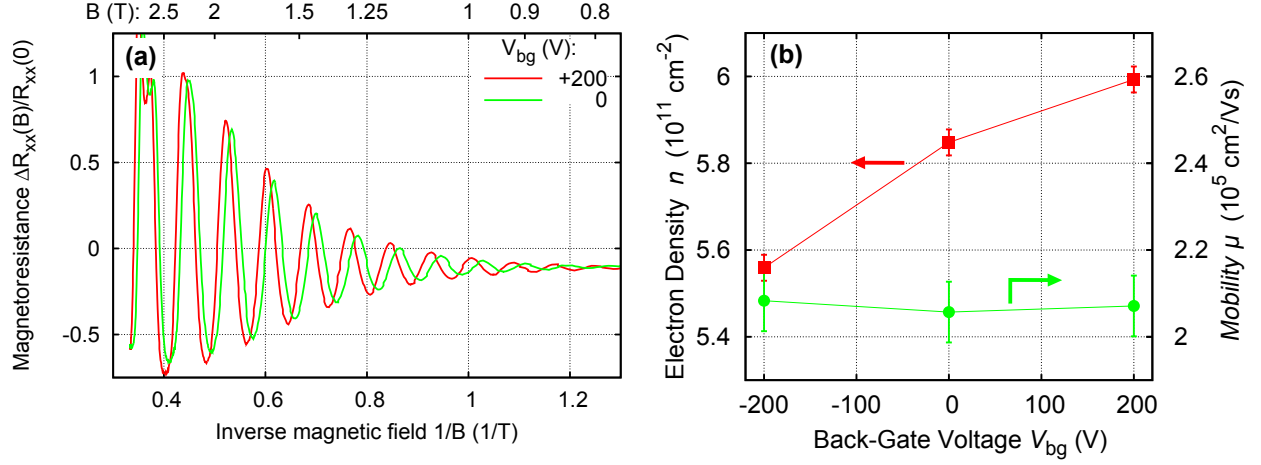 B (T): 2.5 2 1.5 1.25 1 0.9 0.8
(a)
V_bg (V):
+200
0
1
0.5
0
-0.5
0.4 0.6 0.8 1 1.2
Magnetoresistance ΔR_xx(B)/R_xx(0)
Inverse magnetic field 1/B (1/T)
(b)
6
5.8
5.6
5.4
2.6
2.4
2.2
2
-200 -100 0 100 200
Electron Density n (10^11 cm^-2)
Mobility μ (10^5 cm^2/Vs)
Back-Gate Voltage V_bg (V)